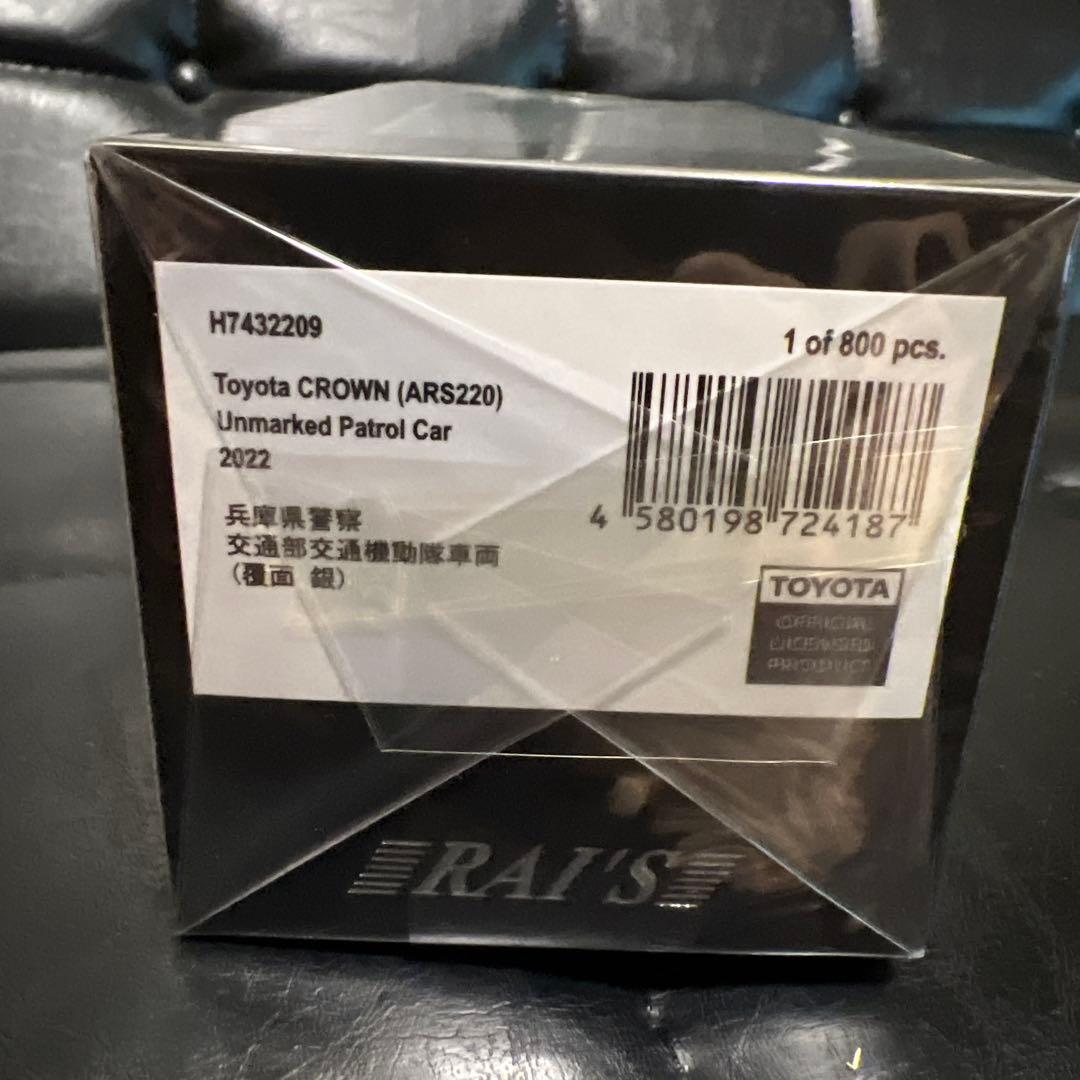 H7432209
1 of 800 pcs.
Toyota CROWN (ARS220)
Unmarked Patrol Car
2022
兵庫県警察
交通部交通機動隊車両
(覆面 銀)
4 580198 724187
TOYOTA
OFFICIAL
LICENSED
PRODUCT
RAI'S